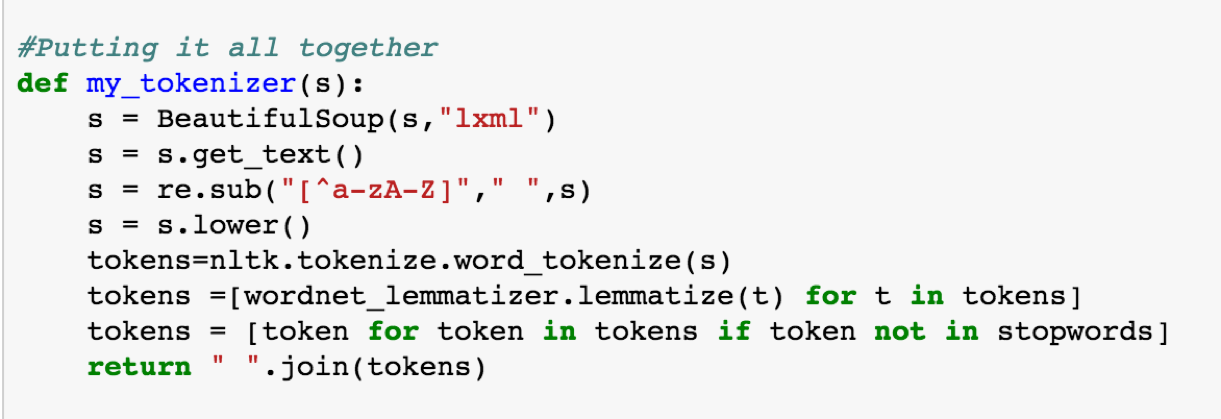 #Putting it all together
def my_tokenizer(s):
    s = BeautifulSoup(s,"lxml")
    s = s.get_text()
    s = re.sub("[^a-zA-Z]"," ",s)
    s = s.lower()
    tokens=nltk.tokenize.word_tokenize(s)
    tokens =[wordnet_lemmatizer.lemmatize(t) for t in tokens]
    tokens = [token for token in tokens if token not in stopwords]
    return " ".join(tokens)